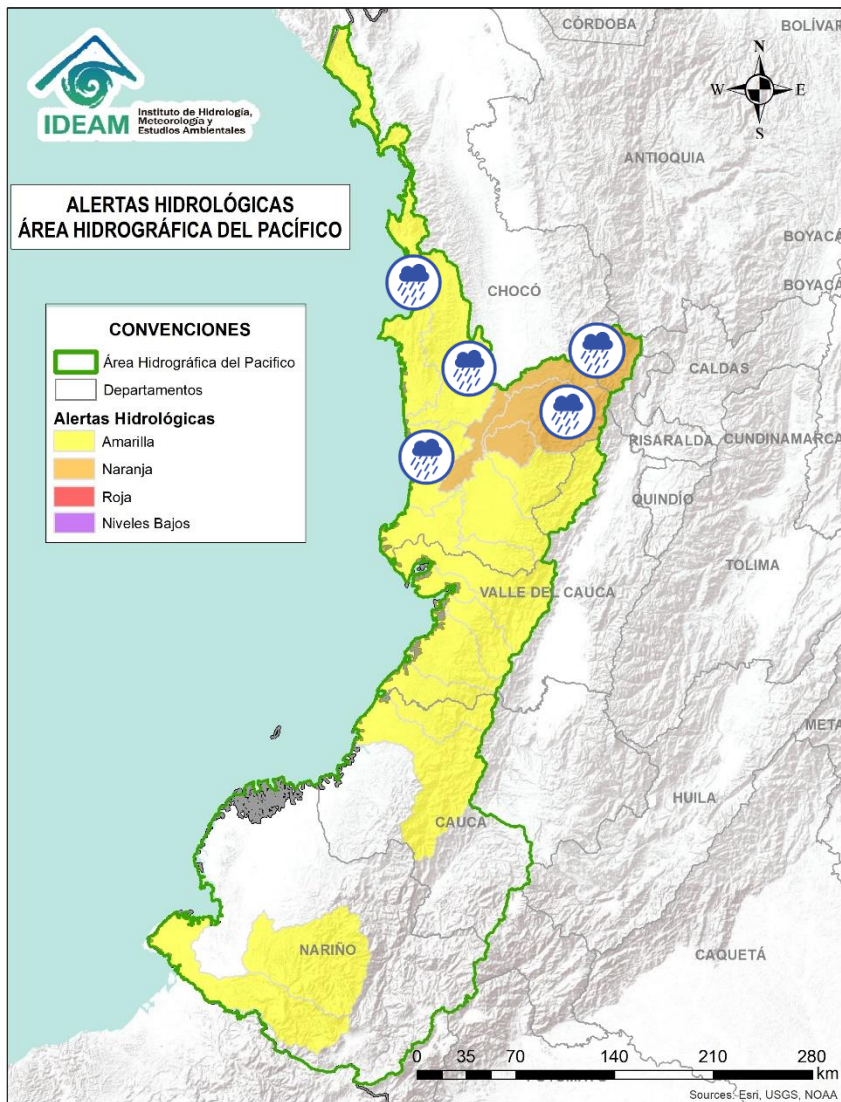 IDEAM
Instituto de Hidrología,
Meteorología y
Estudios Ambientales
ALERTAS HIDROLÓGICAS
ÁREA HIDROGRÁFICA DEL PACÍFICO
CONVENCIONES
Área Hidrográfica del Pacifico
Departamentos
Alertas Hidrológicas
Amarilla
Naranja
Roja
Niveles Bajos
N
W E
S
CÓRDOBA
BOLÍVAR
ANTIOQUIA
BOYACÁ
BOYACÁ
CHOCÓ
CALDAS
RISARALDA
CUNDINAMARCA
QUINDÍO
TOLIMA
VALLE DEL CAUCA
META
HUILA
CAUCA
NARIÑO
CAQUETÁ
0 35 70 140 210 280
km
Sources: Esri, USGS, NOAA